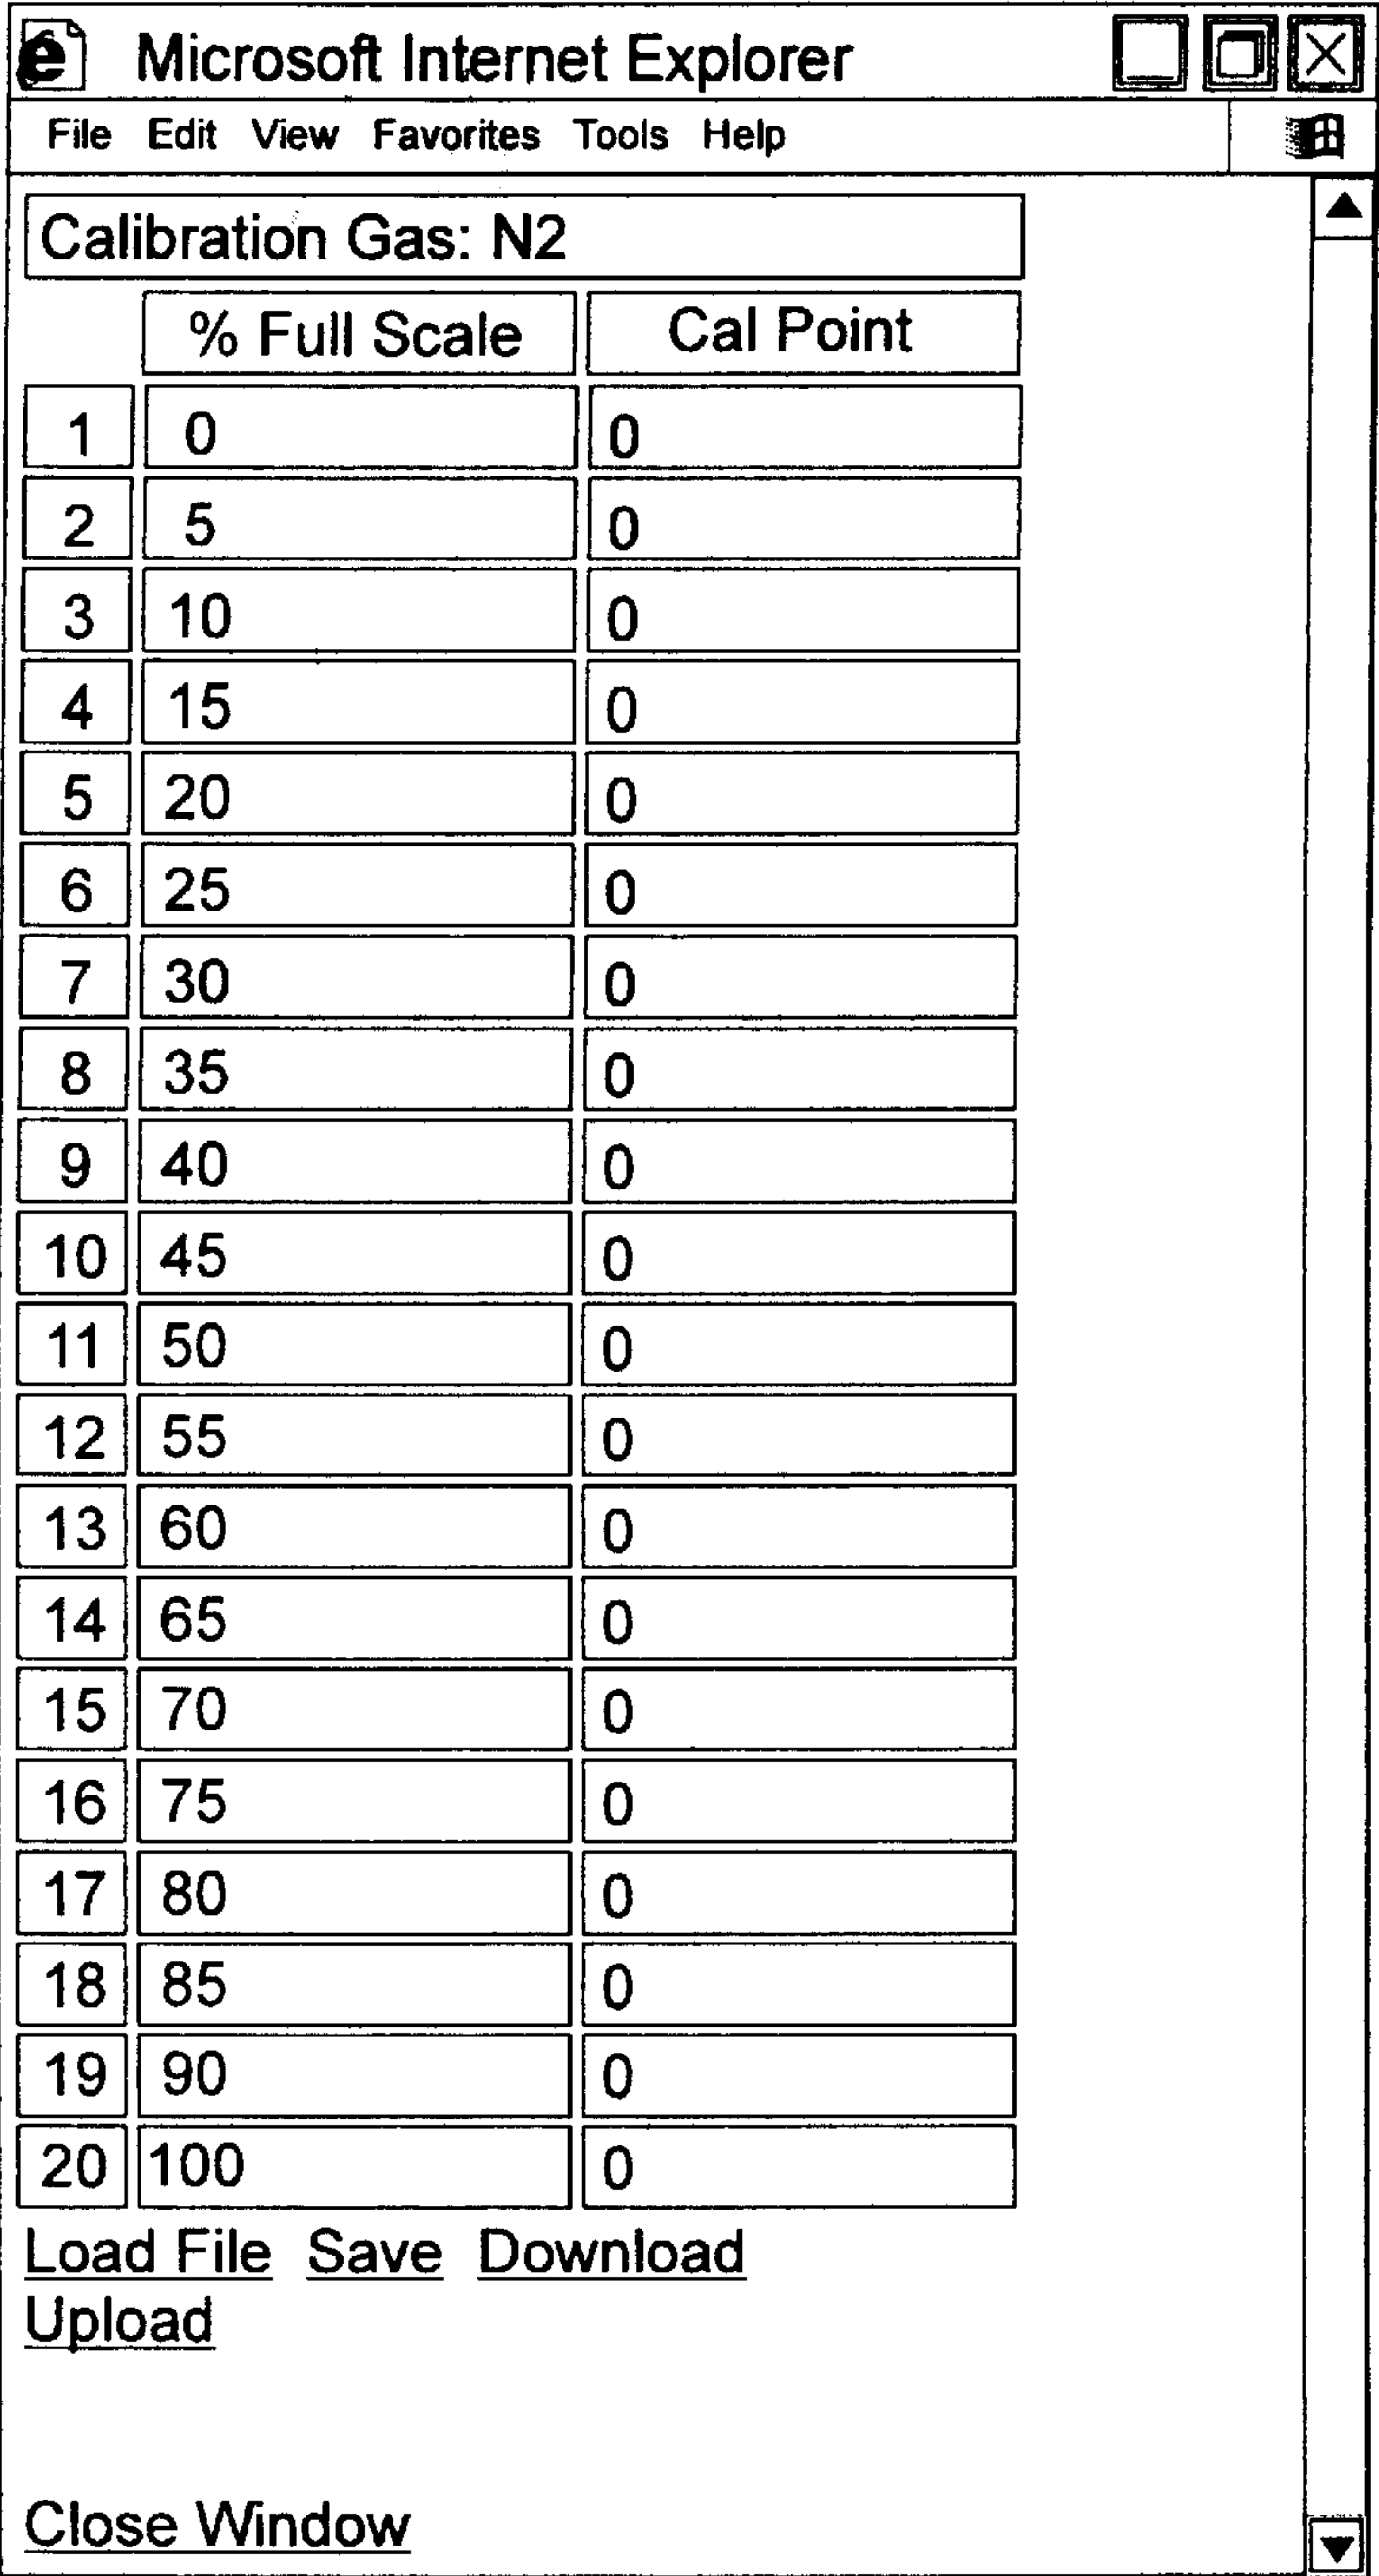 Microsoft Internet Explorer
File Edit View Favorites Tools Help
Calibration Gas: N2
% Full Scale Cal Point
1 0 0
2 5 0
3 10 0
4 15 0
5 20 0
6 25 0
7 30 0
8 35 0
9 40 0
10 45 0
11 50 0
12 55 0
13 60 0
14 65 0
15 70 0
16 75 0
17 80 0
18 85 0
19 90 0
20 100 0
Load File Save Download
Upload
Close Window